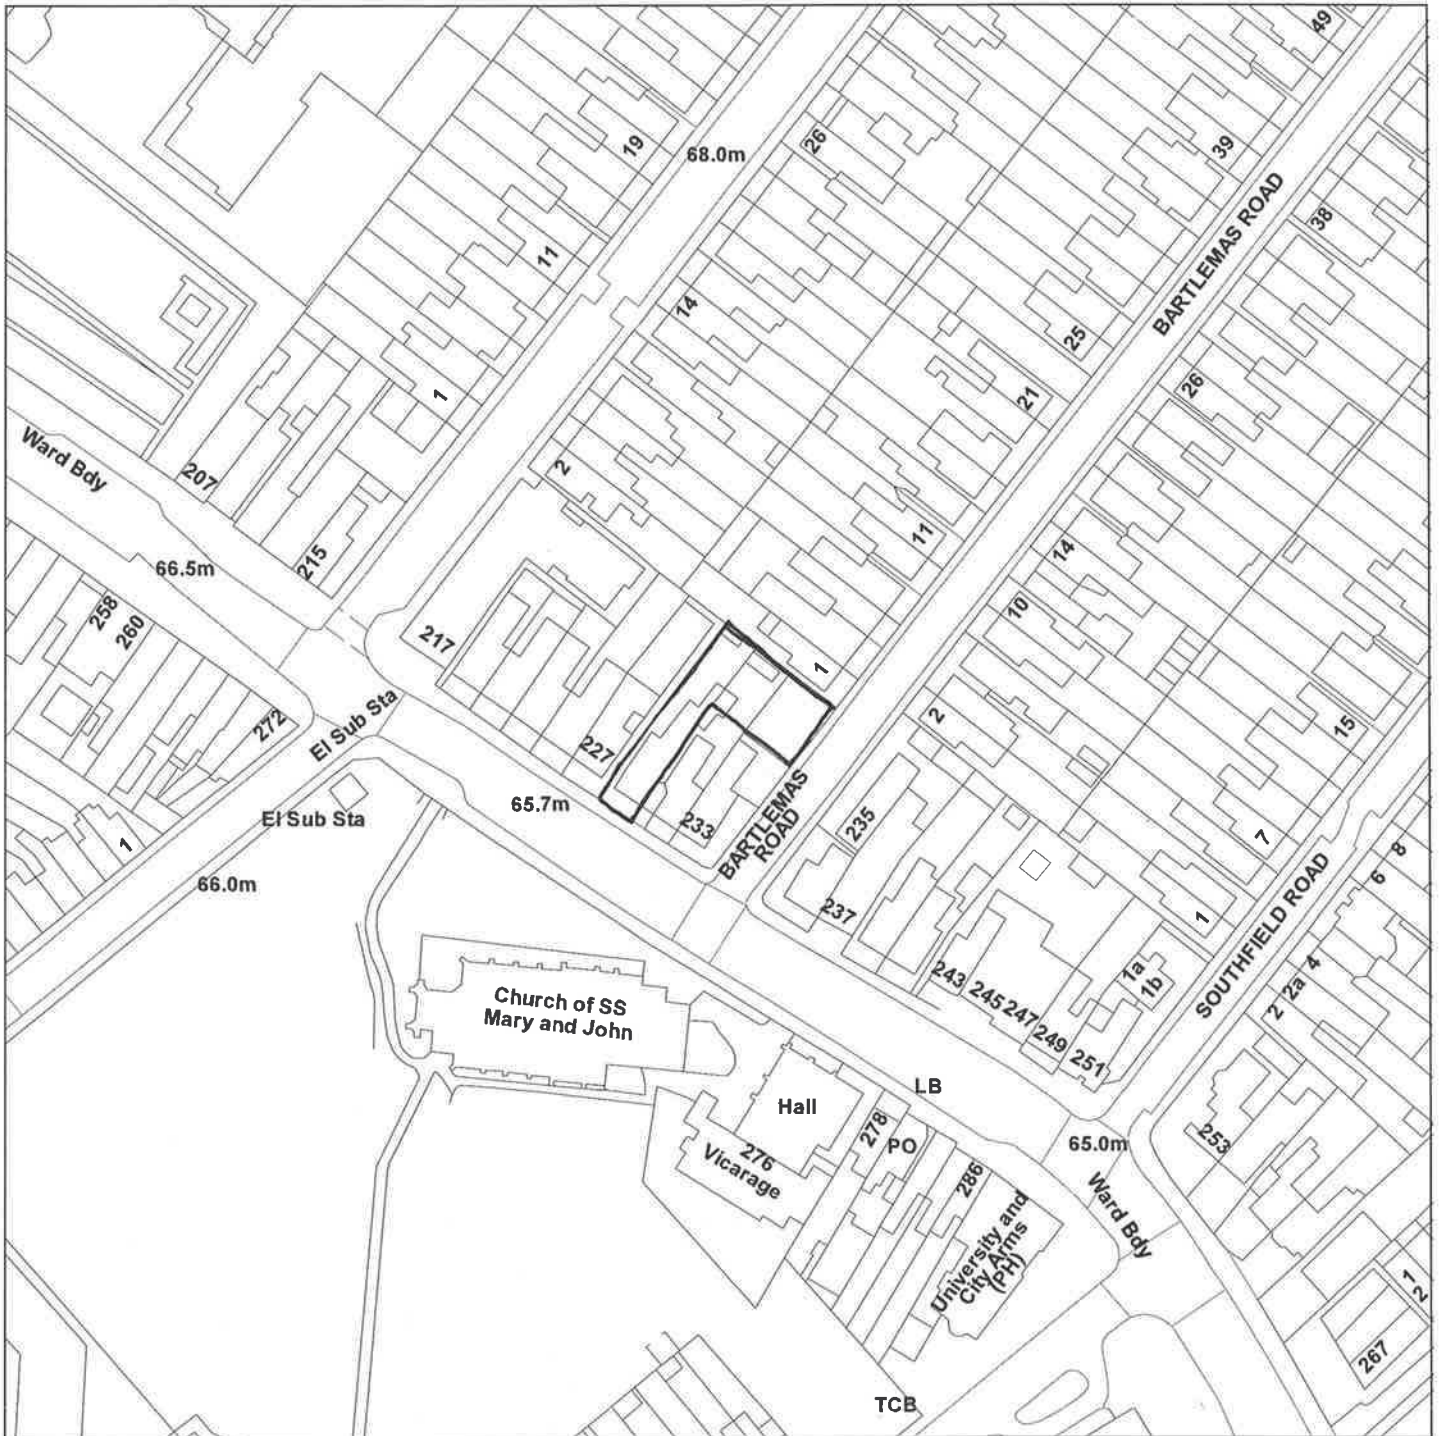 49
19
68.0m
26
39
BARTLEMAS ROAD
38
11
14
25
1
21
26
Ward Bdy
207
2
11
14
215
66.5m
258
260
217
10
1
2
15
272
El Sub Sta
227
65.7m
233
BARTLEMAS
ROAD
235
7
8
6
El Sub Sta
1
66.0m
237
1
SOUTHFIELD ROAD
243
245
247
249
251
1a
1b
4
2a
2
Church of SS
Mary and John
LB
Hall
278
PO
276
Vicarage
286
65.0m
253
Ward Bdy
University and
City Arms
(PH)
1
2
267
TCB